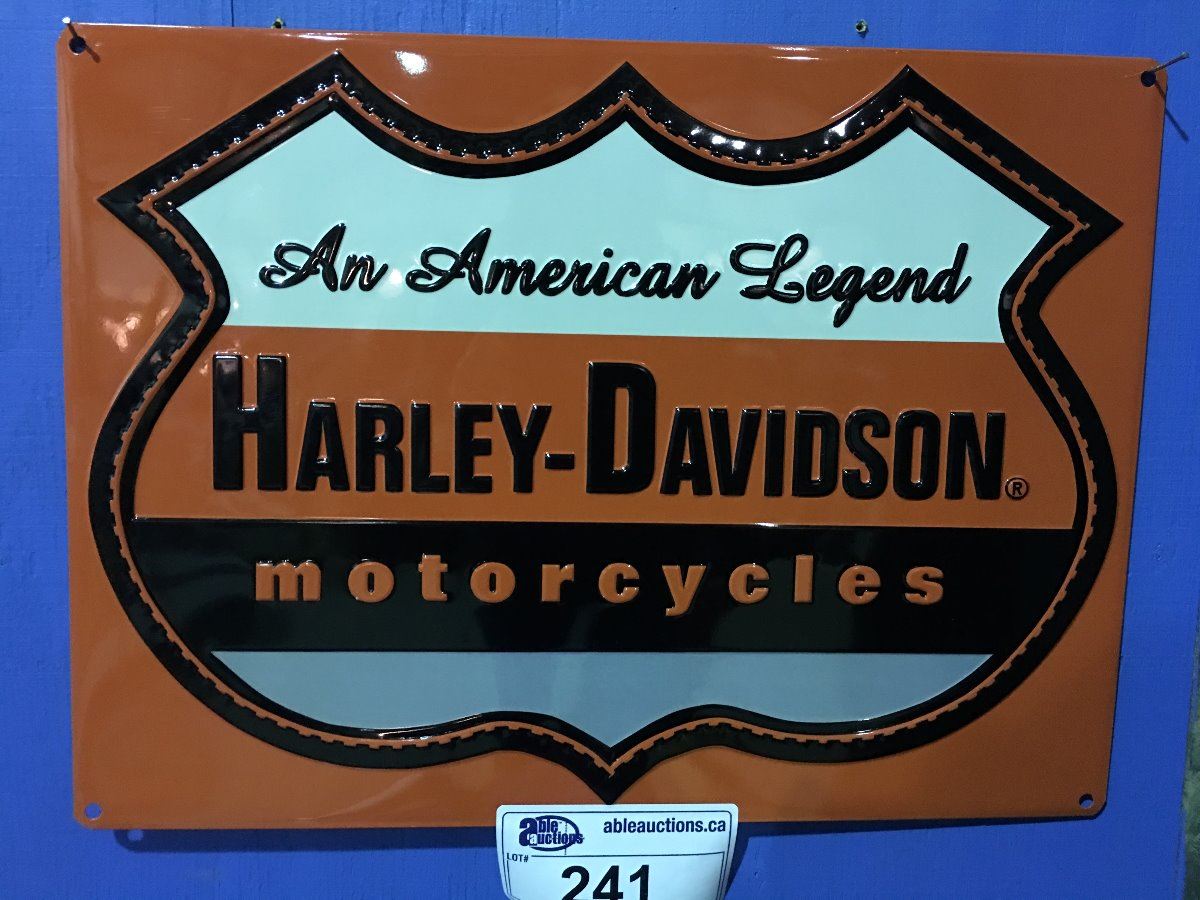 An American Legend
HARLEY-DAVIDSON®
motorcycles
able auctions
ableauctions.ca
LOT#
241